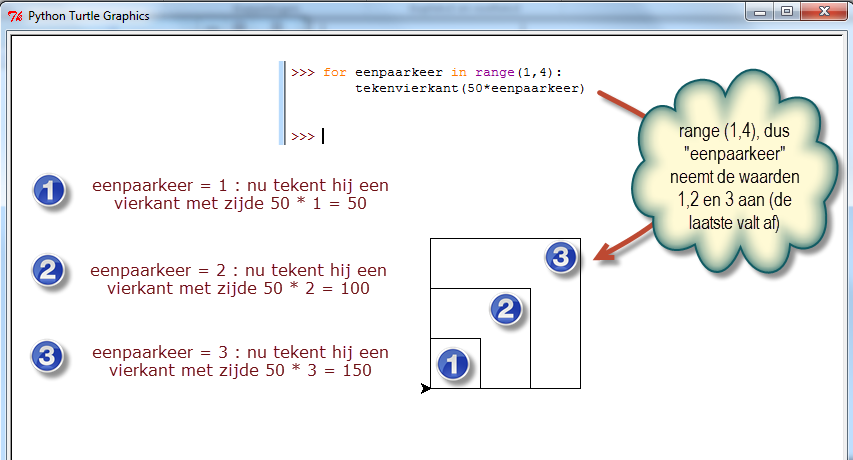 Python Turtle Graphics
>>> for eenpaarkeer in range(1,4):
tekenvierkant(50*eenpaarkeer)
>>>
range (1,4), dus
"eenpaarkeer"
neemt de waarden
1,2 en 3 aan (de
laatste valt af)
1
eenpaarkeer = 1 : nu tekent hij een
vierkant met zijde 50 * 1 = 50
2
eenpaarkeer = 2 : nu tekent hij een
vierkant met zijde 50 * 2 = 100
3
eenpaarkeer = 3 : nu tekent hij een
vierkant met zijde 50 * 3 = 150
3
2
1